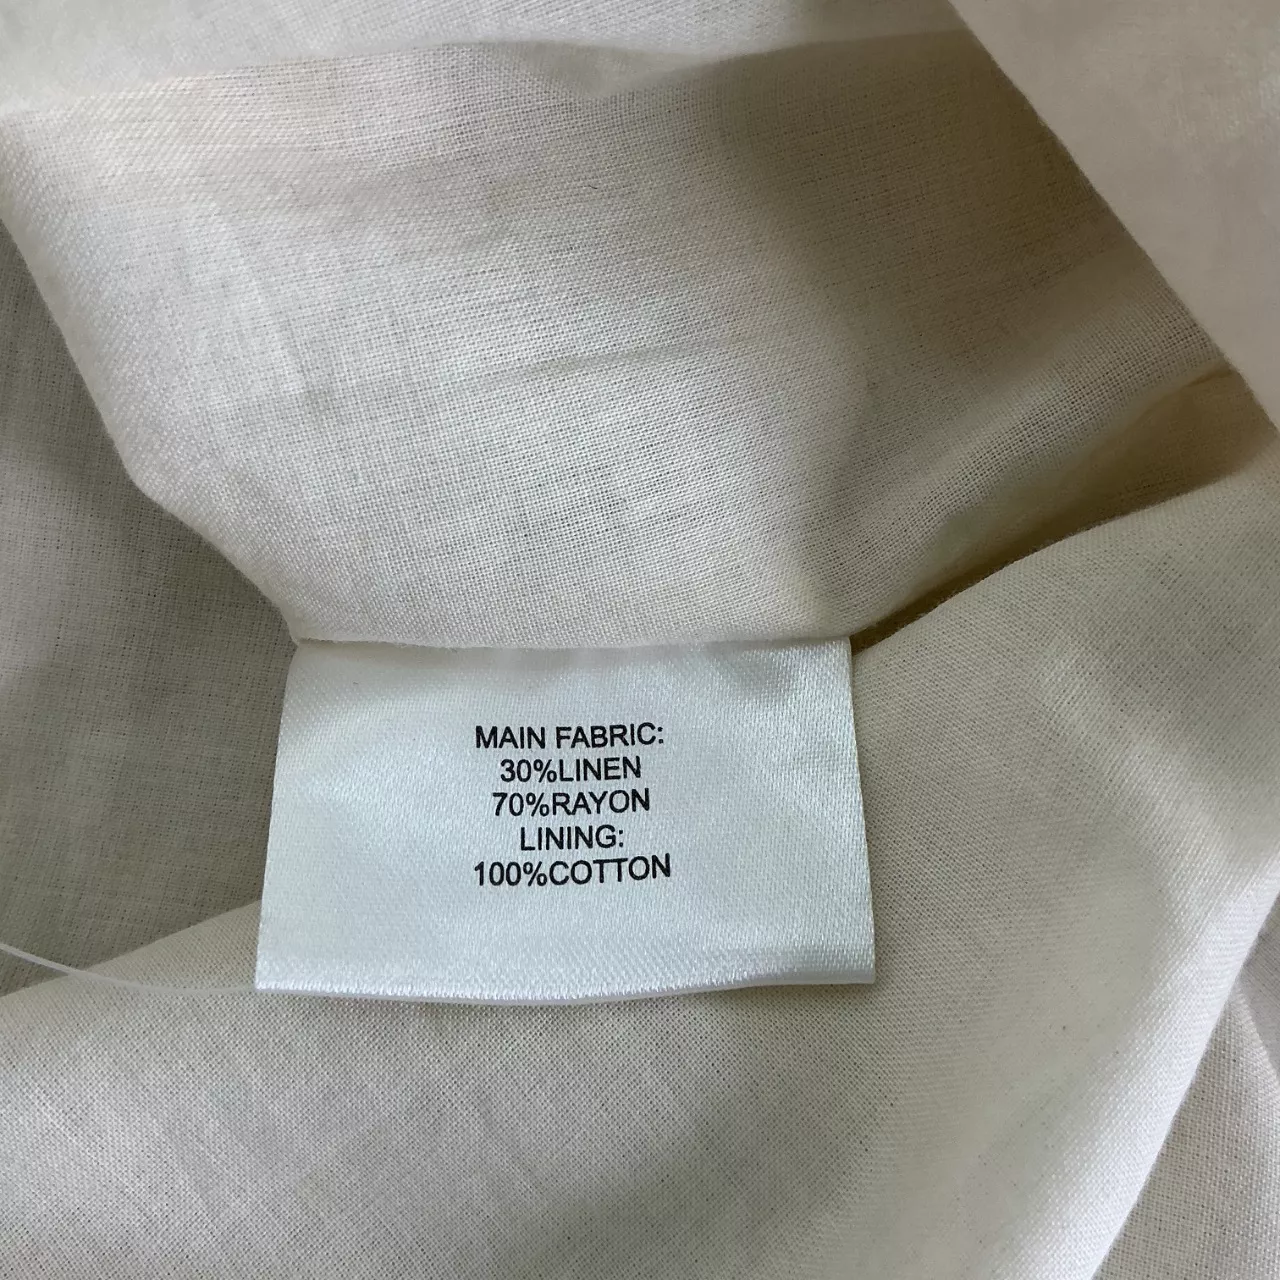 MAIN FABRIC:
30%LINEN
70%RAYON
LINING:
100%COTTON